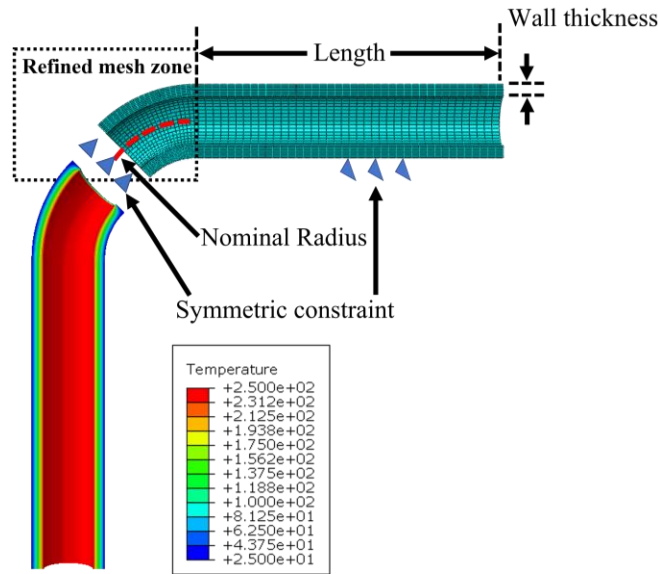 Wall thickness
Length
Refined mesh zone
Nominal Radius
Symmetric constraint
Temperature
+2.500e+02
+2.312e+02
+2.125e+02
+1.938e+02
+1.750e+02
+1.562e+02
+1.375e+02
+1.188e+02
+1.000e+02
+8.125e+01
+6.250e+01
+4.375e+01
+2.500e+01